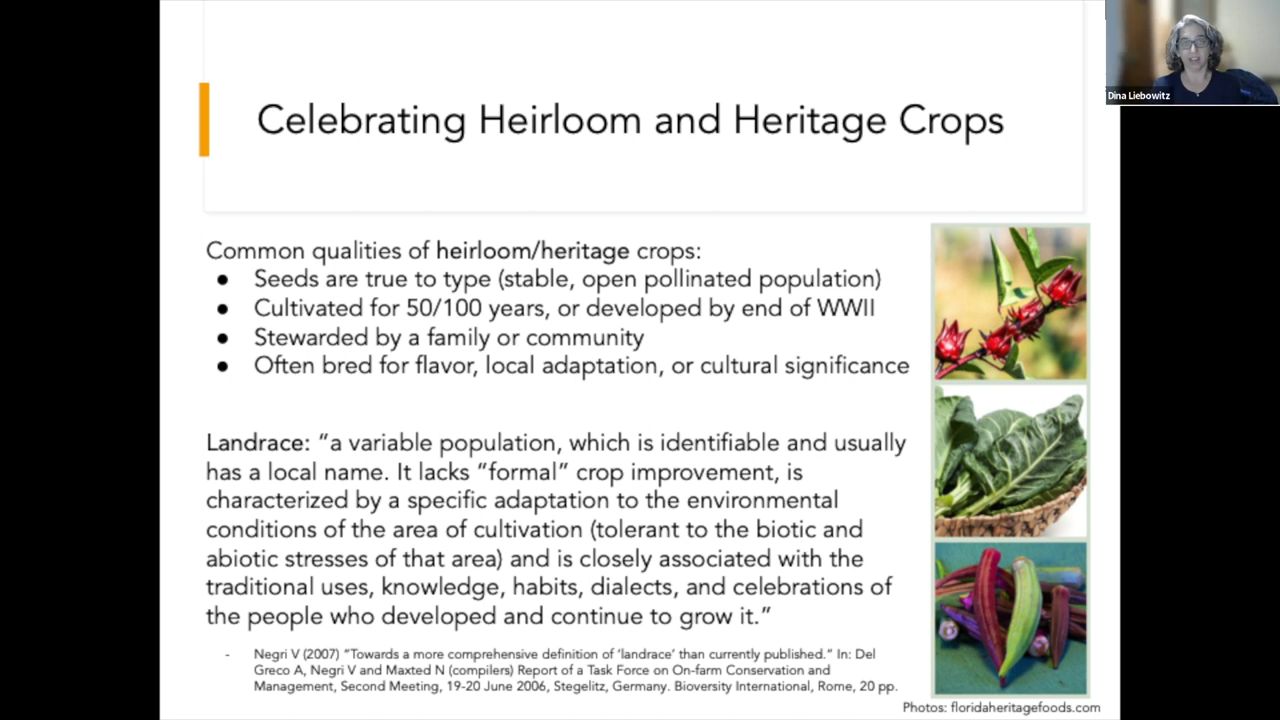 Celebrating Heirloom and Heritage Crops
Dina Liebowitz
Common qualities of heirloom/heritage crops:
● Seeds are true to type (stable, open pollinated population)
● Cultivated for 50/100 years, or developed by end of WWII
● Stewarded by a family or community
● Often bred for flavor, local adaptation, or cultural significance
Landrace: “a variable population, which is identifiable and usually
has a local name. It lacks “formal” crop improvement, is
characterized by a specific adaptation to the environmental
conditions of the area of cultivation (tolerant to the biotic and
abiotic stresses of that area) and is closely associated with the
traditional uses, knowledge, habits, dialects, and celebrations of
the people who developed and continue to grow it.”
- Negri V (2007) “Towards a more comprehensive definition of ‘landrace’ than currently published.” In: Del
Greco A, Negri V and Maxted N (compilers) Report of a Task Force on On-farm Conservation and
Management, Second Meeting, 19-20 June 2006, Stegelitz, Germany. Bioversity International, Rome, 20 pp.
Photos: floridaheritagefoods.com